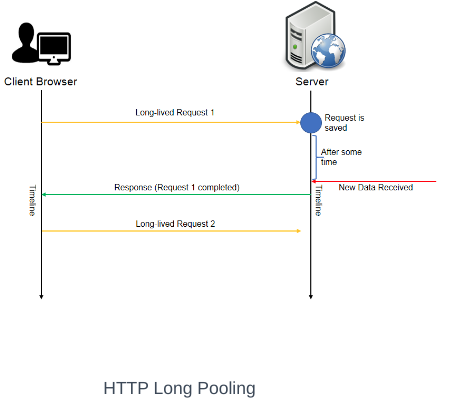 Client Browser
Server
Long-lived Request 1
Request is
saved
After some
time
New Data Received
Response (Request 1 completed)
Timeline
Timeline
Long-lived Request 2
HTTP Long Pooling